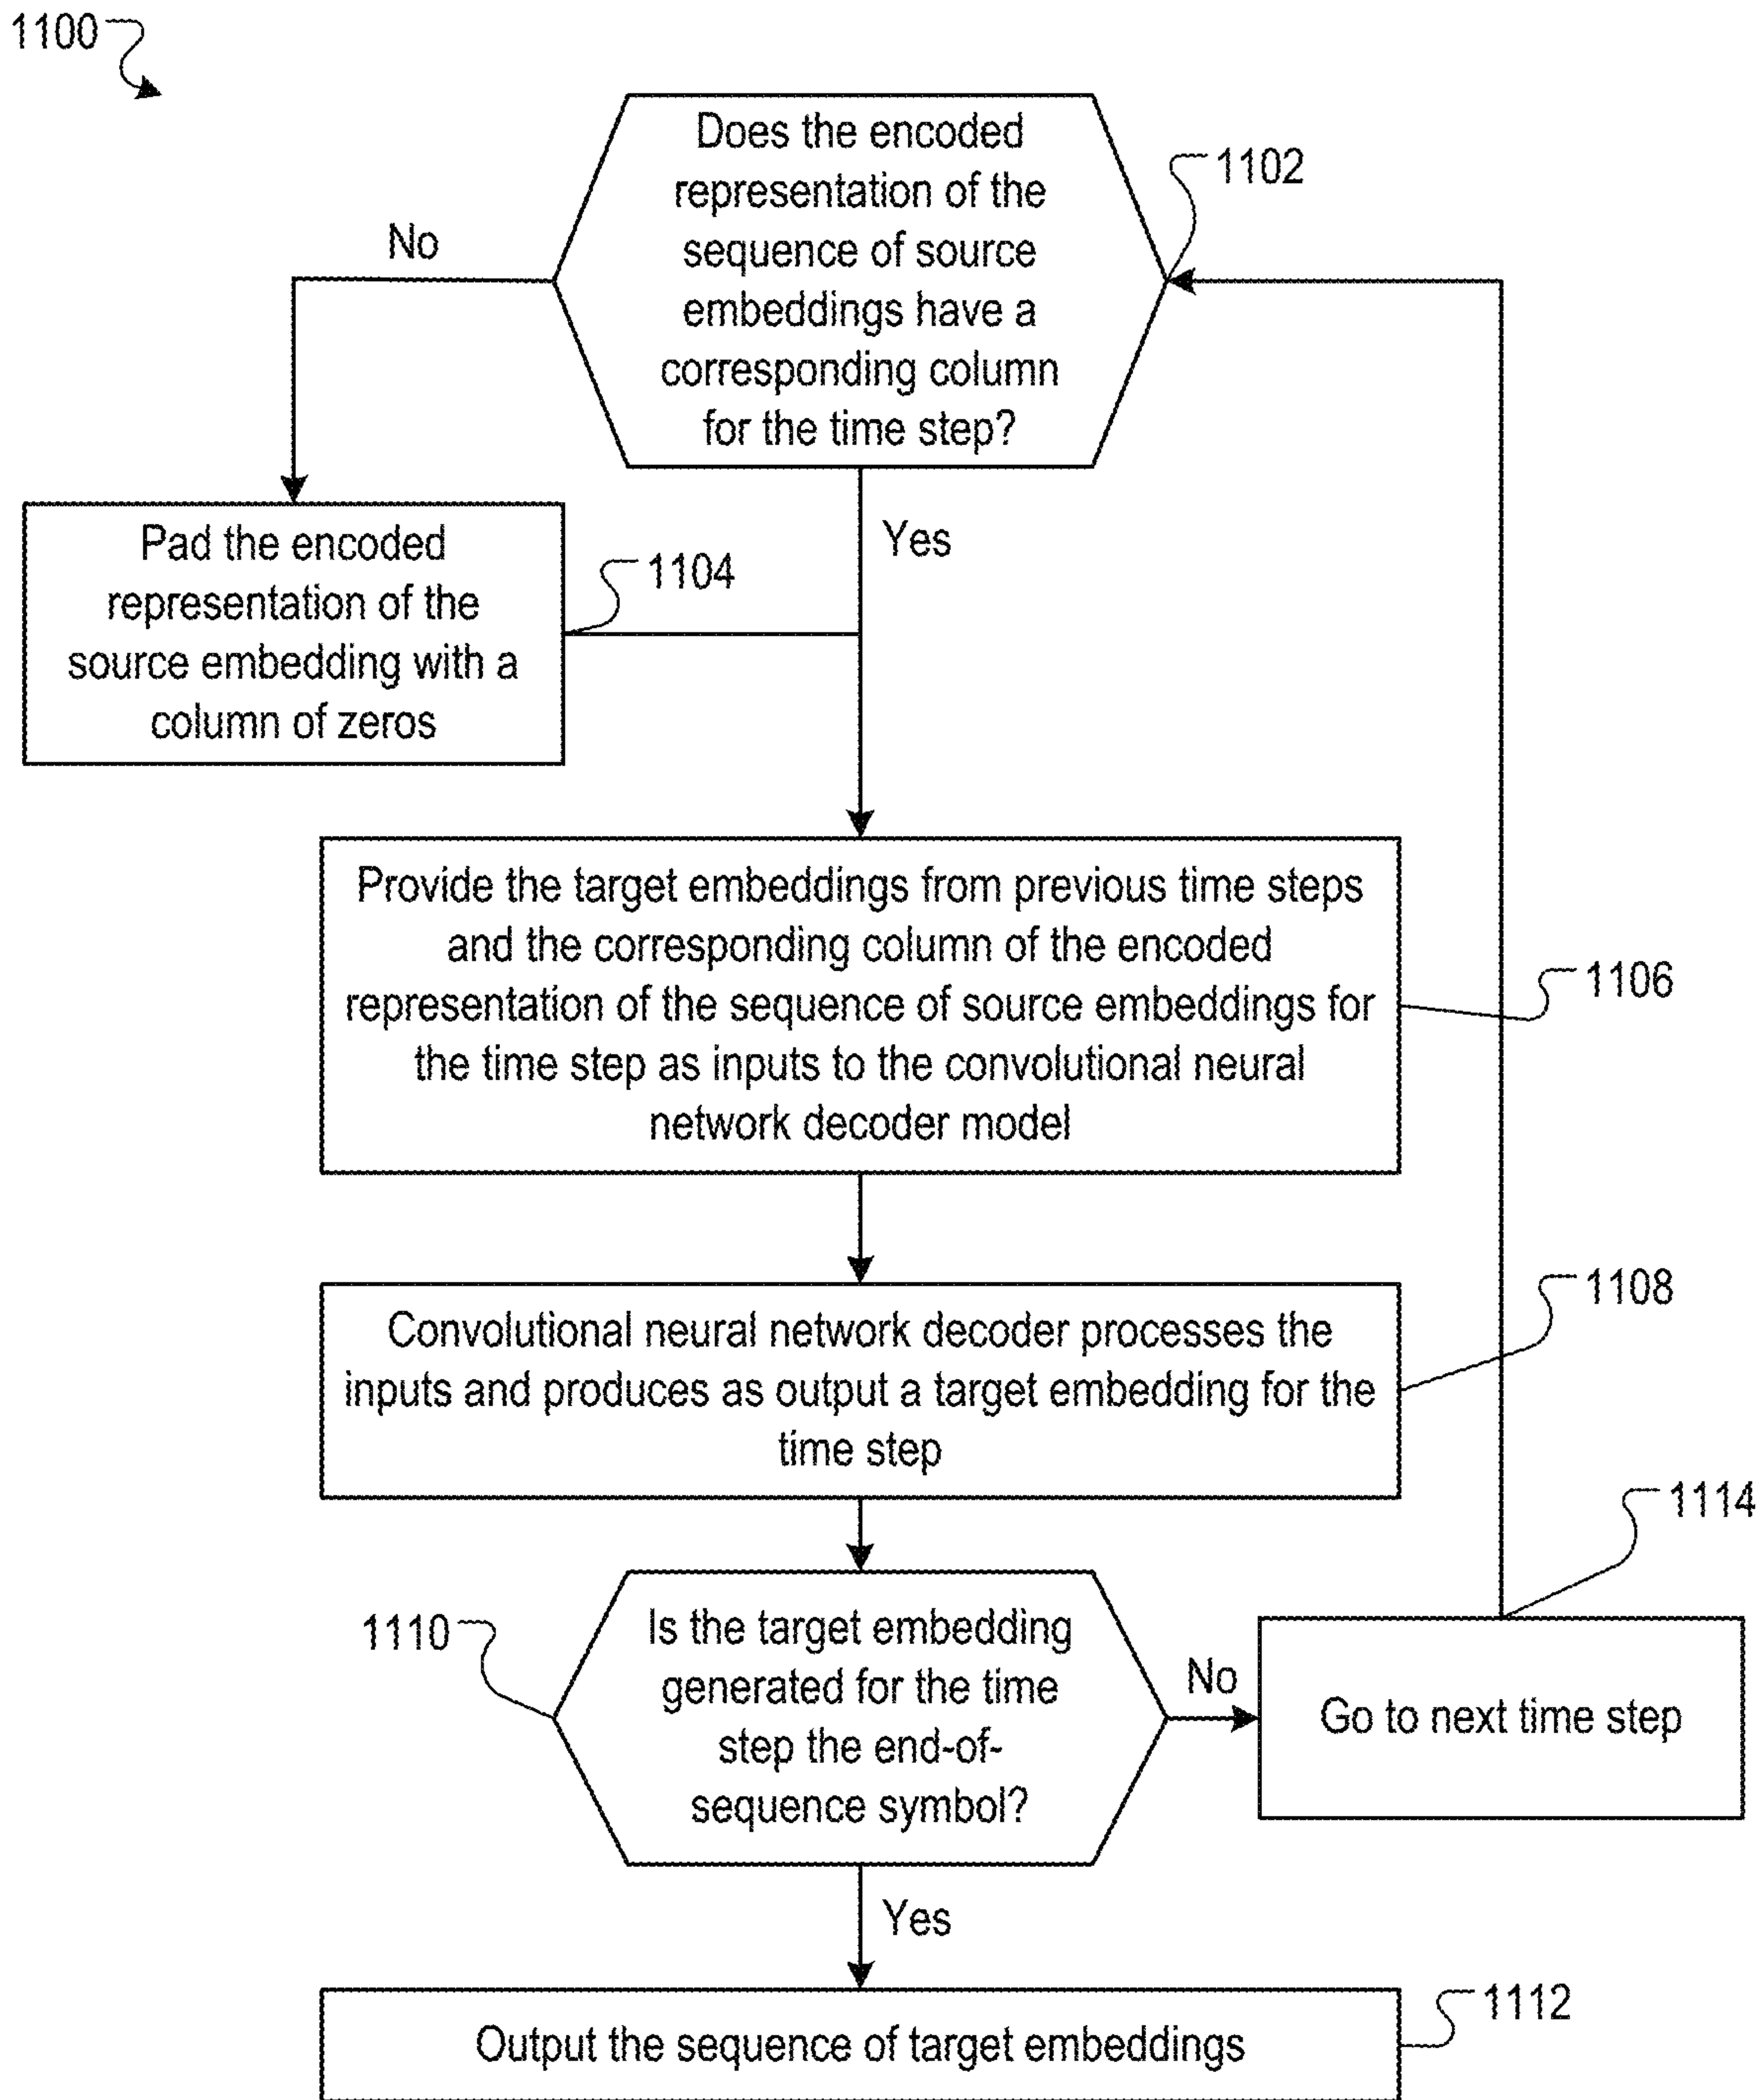 1100
Does the encoded
representation of the
sequence of source
embeddings have a
corresponding column
for the time step?
1102
No
Yes
Pad the encoded
representation of the
source embedding with a
column of zeros
1104
Provide the target embeddings from previous time steps
and the corresponding column of the encoded
representation of the sequence of source embeddings for
the time step as inputs to the convolutional neural
network decoder model
1106
Convolutional neural network decoder processes the
inputs and produces as output a target embedding for the
time step
1108
1110
Is the target embedding
generated for the time
step the end-of-
sequence symbol?
No
Go to next time step
1114
Yes
Output the sequence of target embeddings
1112